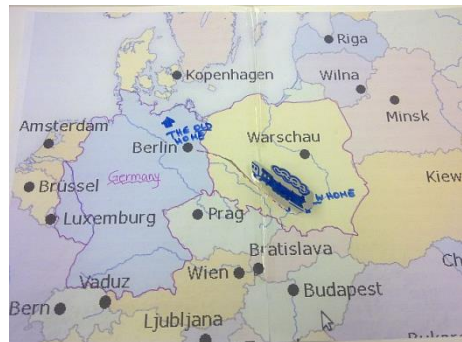 Riga
Kopenhagen
Wilna
Minsk
Amsterdam
THE OLD
HOME
Warschau
Berlin
Germany
Brüssel
HOME
Kiew
Luxemburg
Prag
Bratislava
Wien
Vaduz
Budapest
Bern
Ljubljana